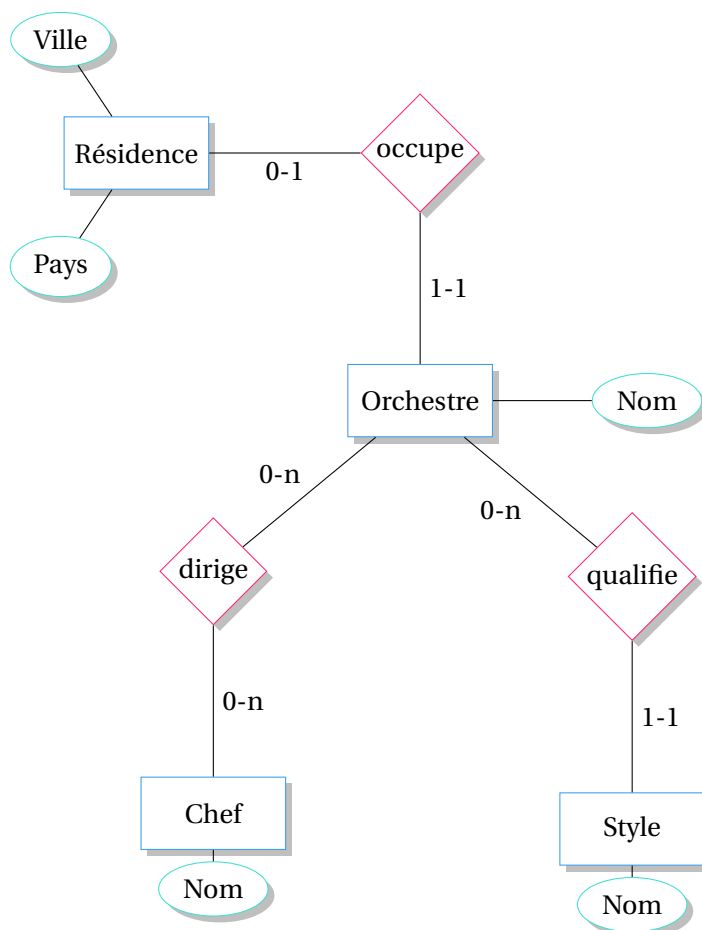 Ville
occupe
Résidence
0-1
Pays
1-1
Orchestre
Nom
0-n
0-n
dirige
qualifie
0-n
1-1
Chef
Style
Nom
Nom